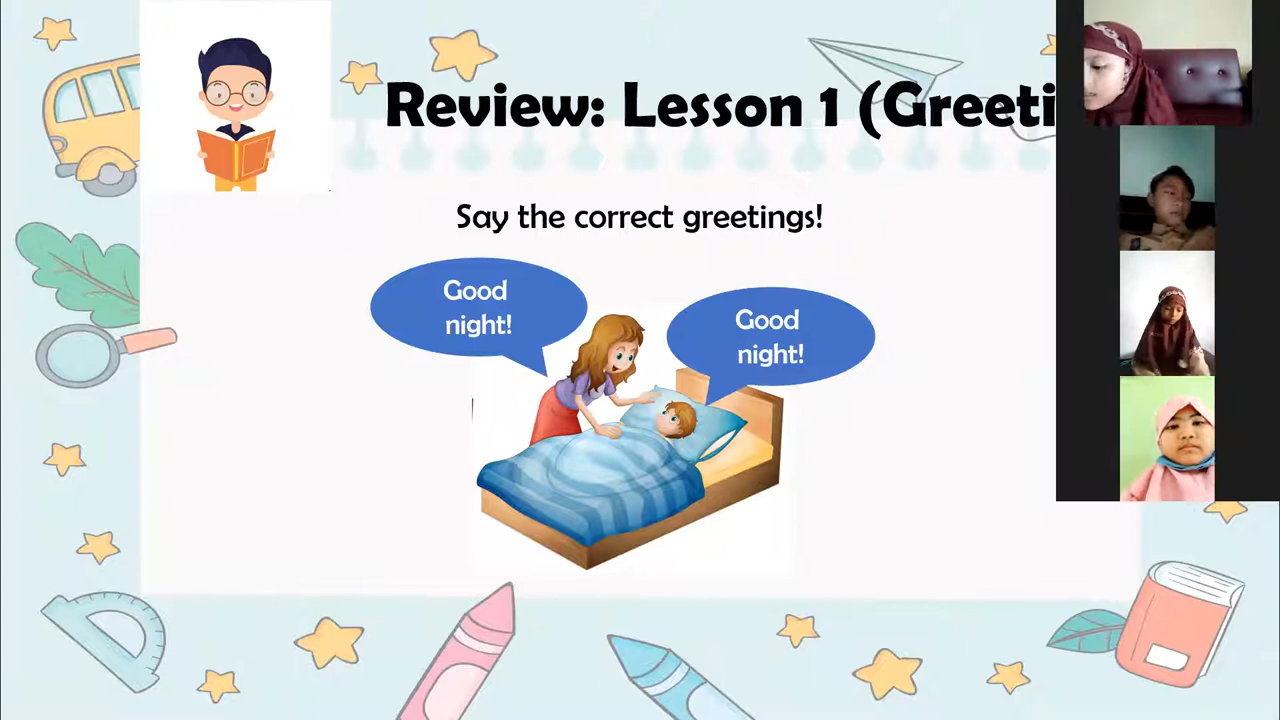 Review: Lesson 1 (Greeti
Say the correct greetings!
Good
night!
Good
night!